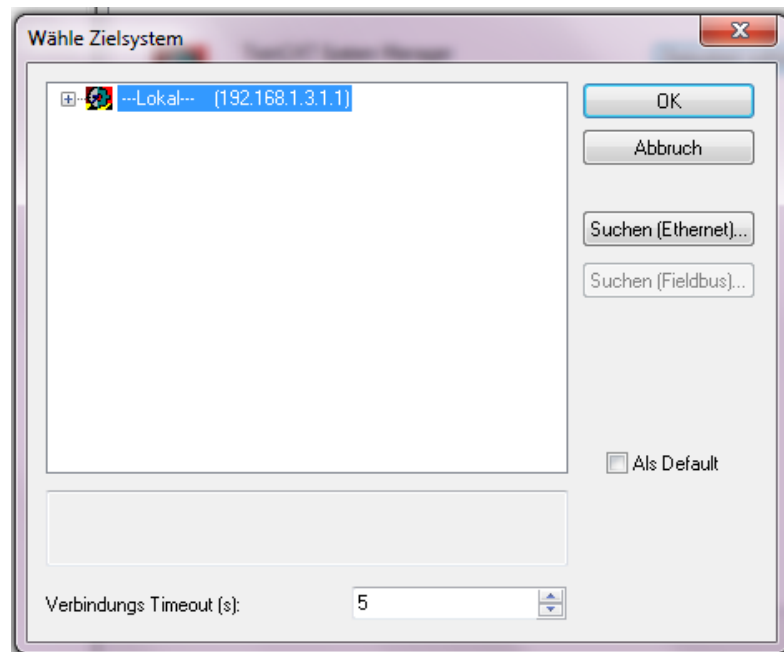 Wähle Zielsystem
---Lokal--- (192.168.1.3.1.1)
OK
Abbruch
Suchen (Ethernet)...
Suchen (Fieldbus)...
Als Default
Verbindungs Timeout (s):
5